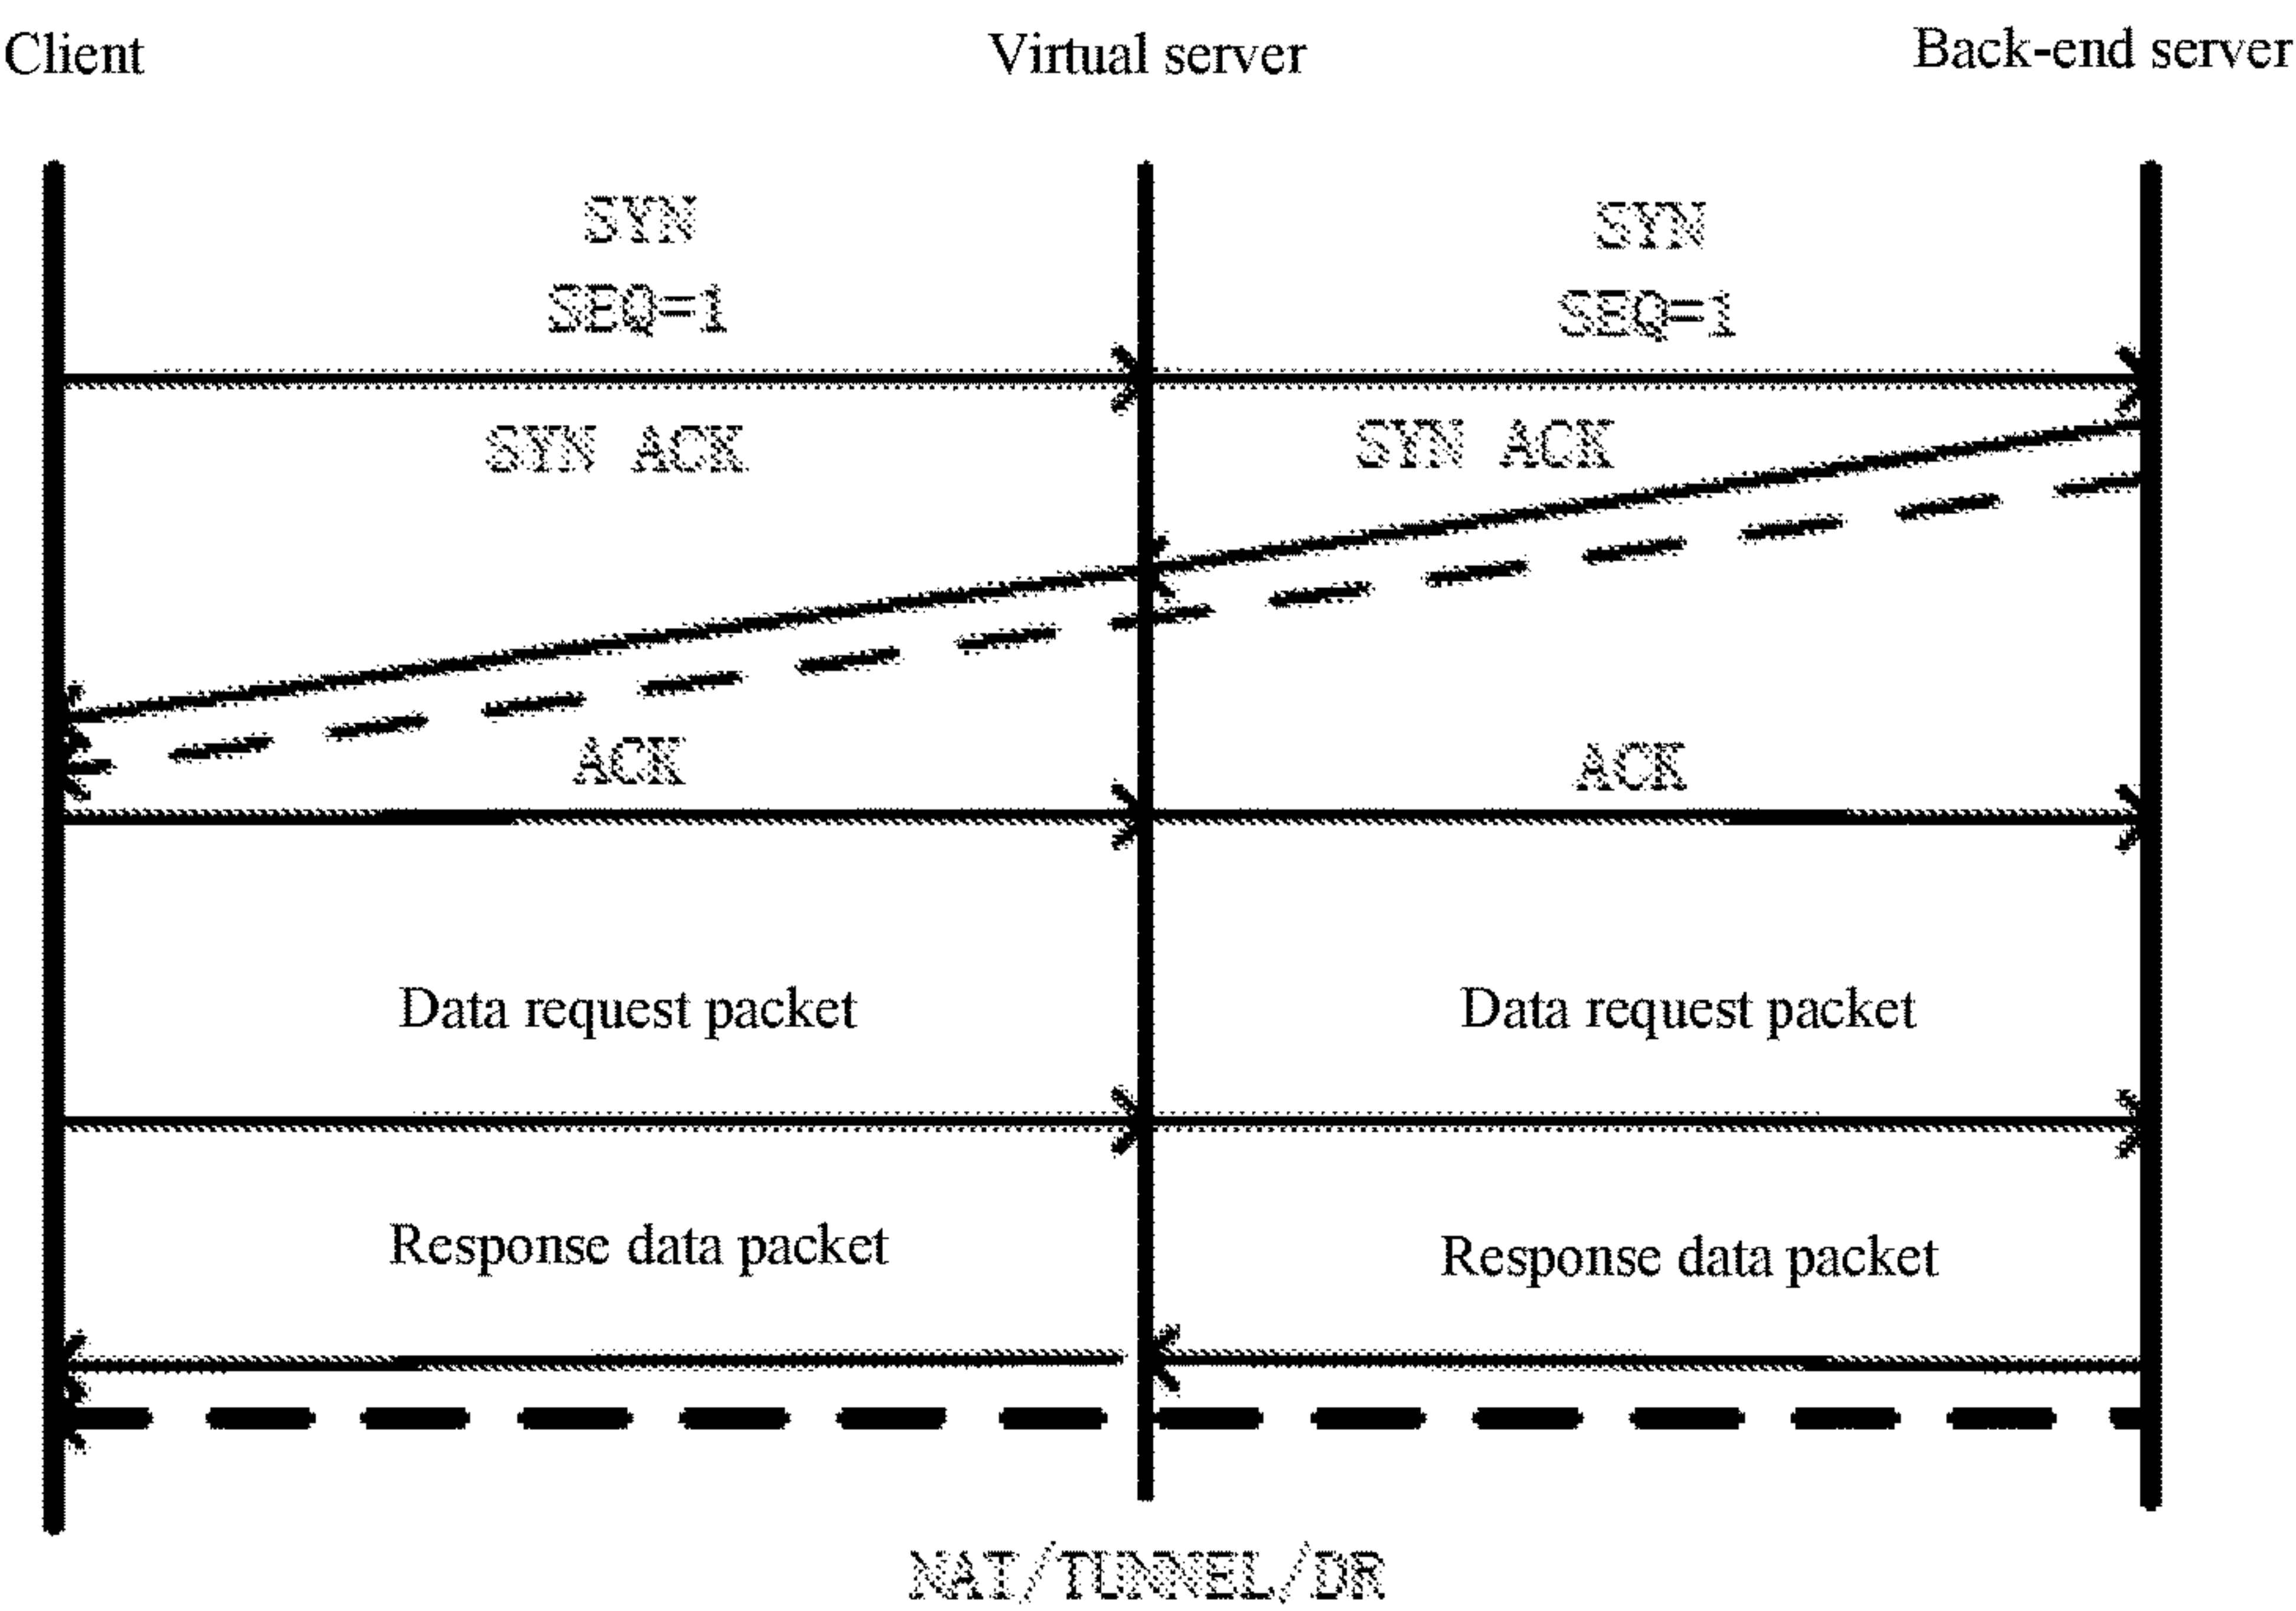 Client
Virtual server
Back-end server
SYN
SEQ=1
SYN
SEQ=1
SYN ACK
SYN ACK
ACK
ACK
Data request packet
Data request packet
Response data packet
Response data packet
NAT/TUNNEL/DR